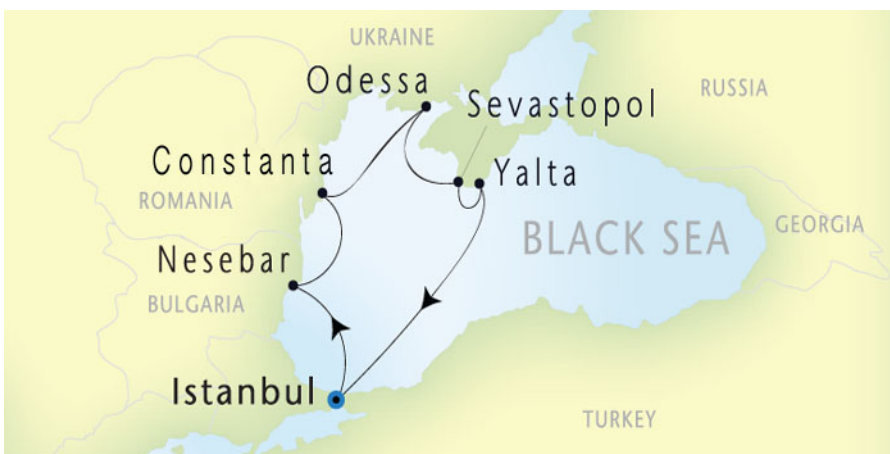 UKRAINE
Odessa
RUSSIA
Sevastopol
Constanta
Yalta
ROMANIA
GEORGIA
BLACK SEA
Nesebar
BULGARIA
Istanbul
TURKEY